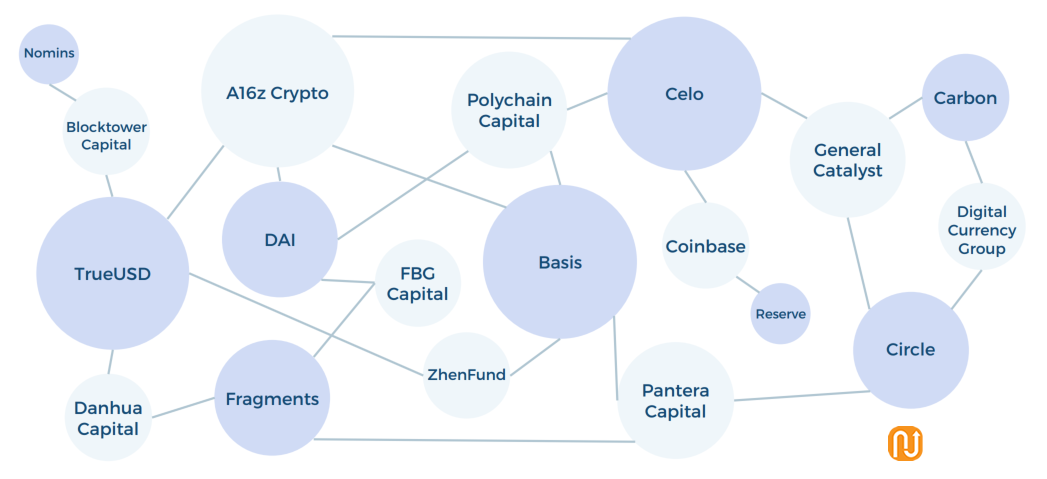 Nomins
A16z Crypto
Polychain
Capital
Celo
Carbon
Blocktower
Capital
General
Catalyst
DAI
Digital
Currency
Group
TrueUSD
FBG
Capital
Basis
Coinbase
Reserve
Circle
ZhenFund
Fragments
Danhua
Capital
Pantera
Capital